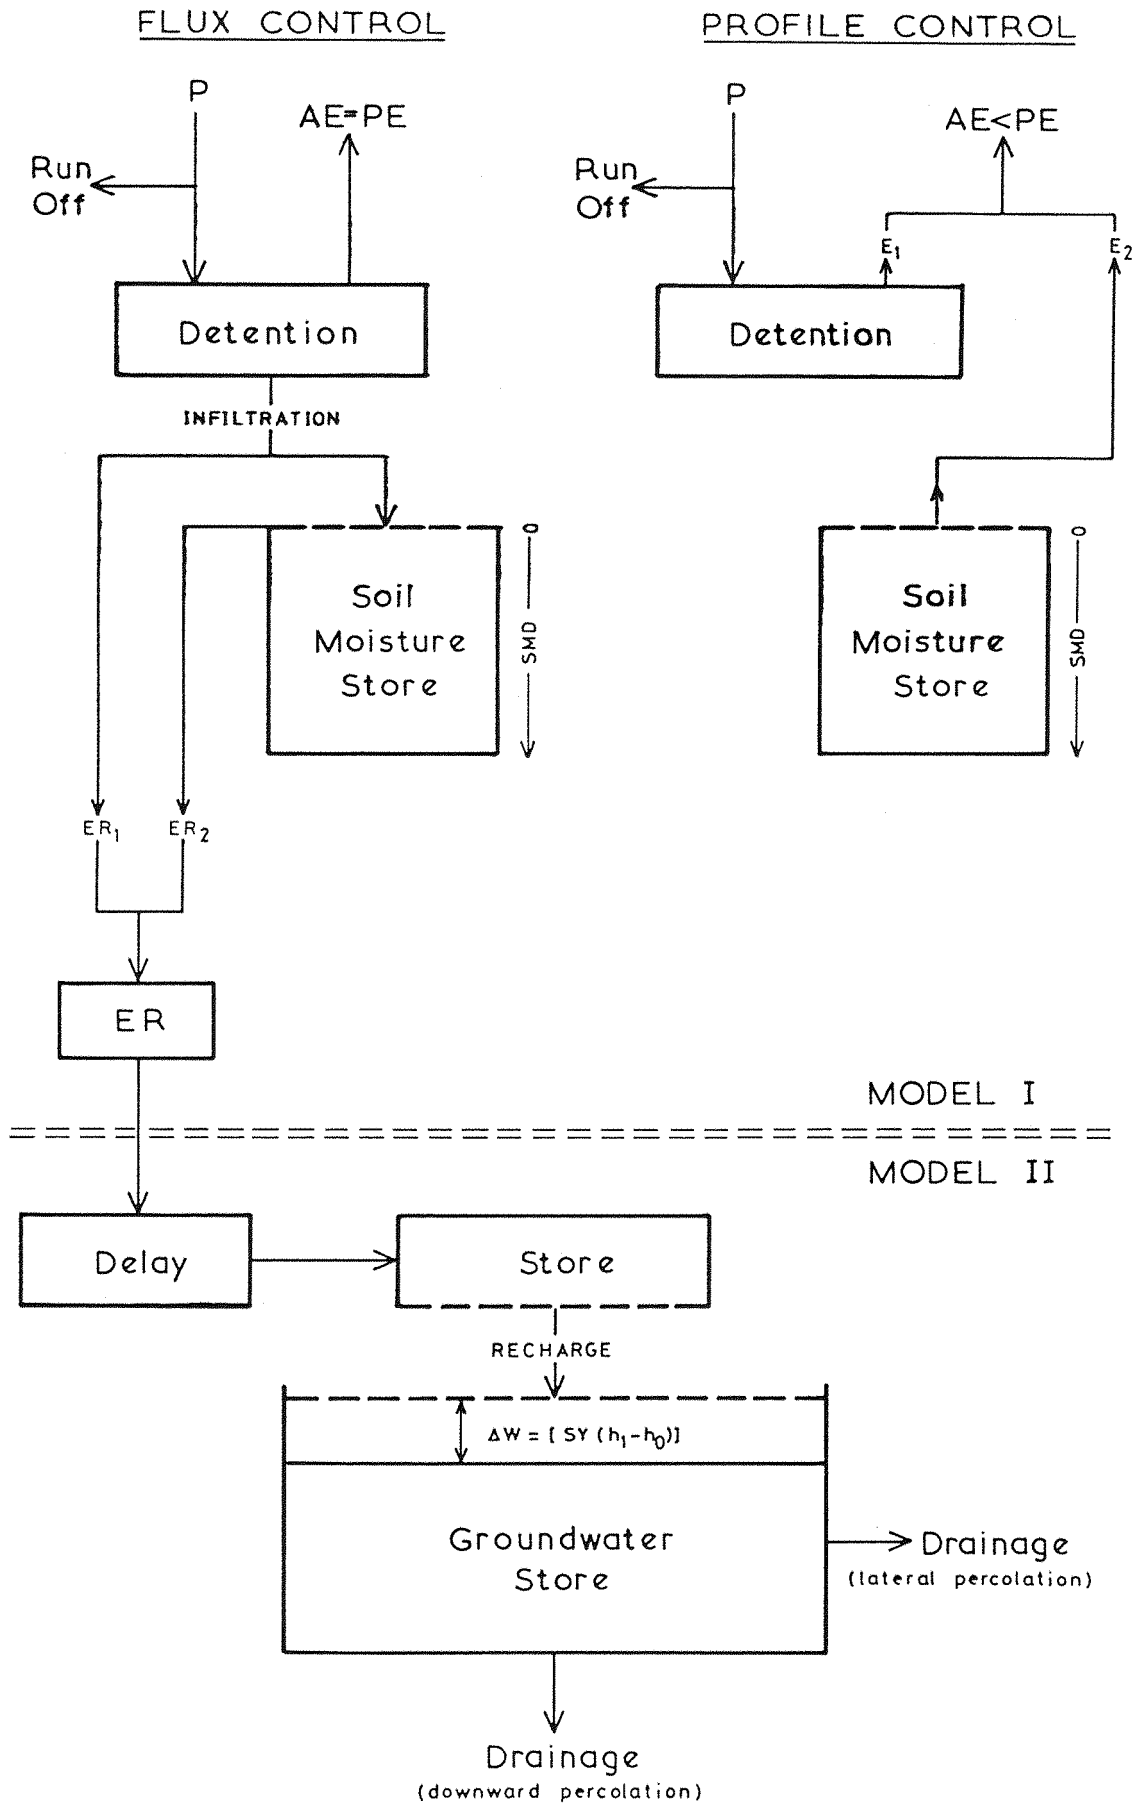 FLUX CONTROL
P
AE=PE
Run
Off
Detention
INFILTRATION
Soil
Moisture
Store
0
SMD
ER1
ER2
ER
PROFILE CONTROL
P
AE<PE
Run
Off
E1
E2
Detention
Soil
Moisture
Store
0
SMD
MODEL I
MODEL II
Delay
Store
RECHARGE
ΔW = [ SY (h1-h0)]
Groundwater
Store
Drainage
(lateral percolation)
Drainage
(downward percolation)